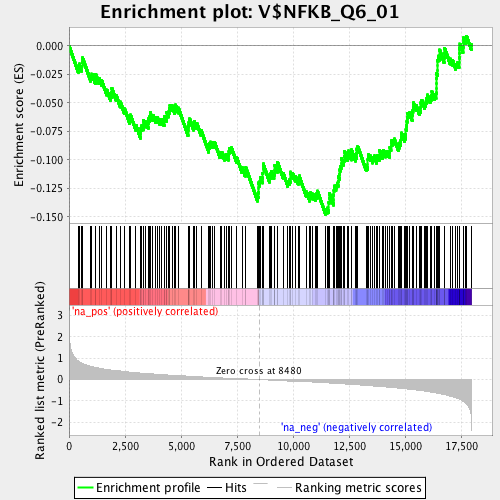 Enrichment plot: V$NFKB_Q6_01
Enrichment score (ES)
0.000
-0.025
-0.050
-0.075
-0.100
-0.125
-0.150
'na_pos' (positively correlated)
Ranked list metric (PreRanked)
3
2
1
0
-1
-2
Zero cross at 8480
'na_neg' (negatively correlated)
0
2,500
5,000
7,500
10,000
12,500
15,000
17,500
Rank in Ordered Dataset
Enrichment profile
Hits
Ranking metric scores